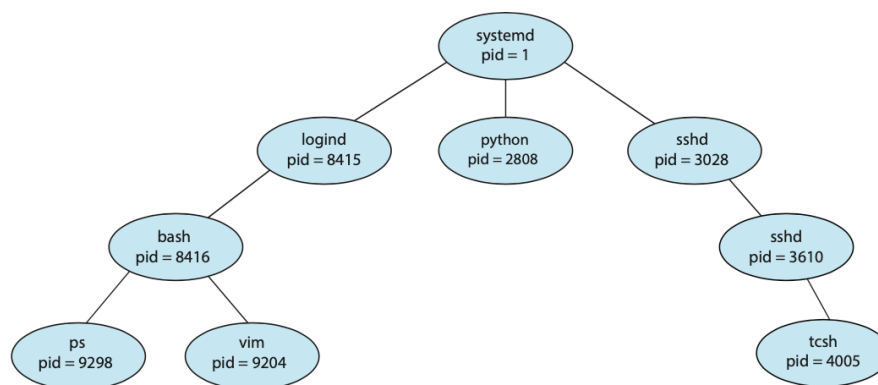 systemd
pid = 1
logind
pid = 8415
python
pid = 2808
sshd
pid = 3028
bash
pid = 8416
sshd
pid = 3610
ps
pid = 9298
vim
pid = 9204
tcsh
pid = 4005